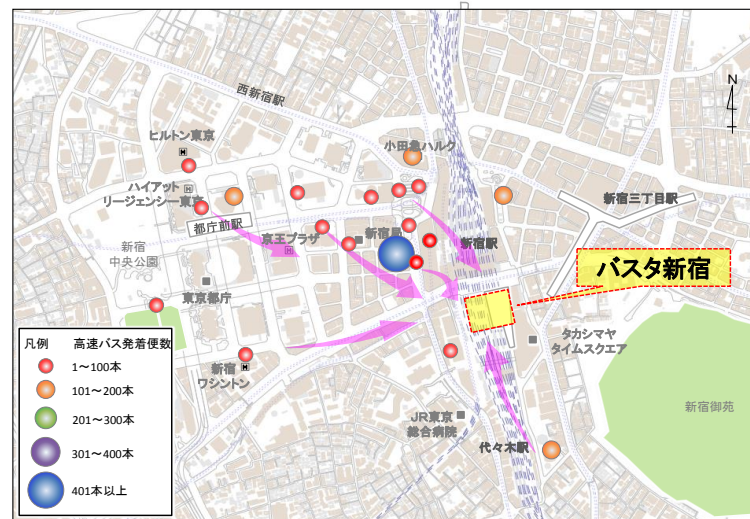 西新宿駅
N
ヒルトン東京
H
小田急ハルク
ハイアット
リージェンシー東京
H
新宿三丁目駅
都庁前駅
京王プラザ
H
新宿局
新宿駅
新宿
中央公園
バスタ新宿
東京都庁
タカシマヤ
タイムスクエア
新宿
ワシントン
H
JR東京
総合病院
代々木駅
新宿御苑
凡例 高速バス発着便数
1～100本
101～200本
201～300本
301～400本
401本以上